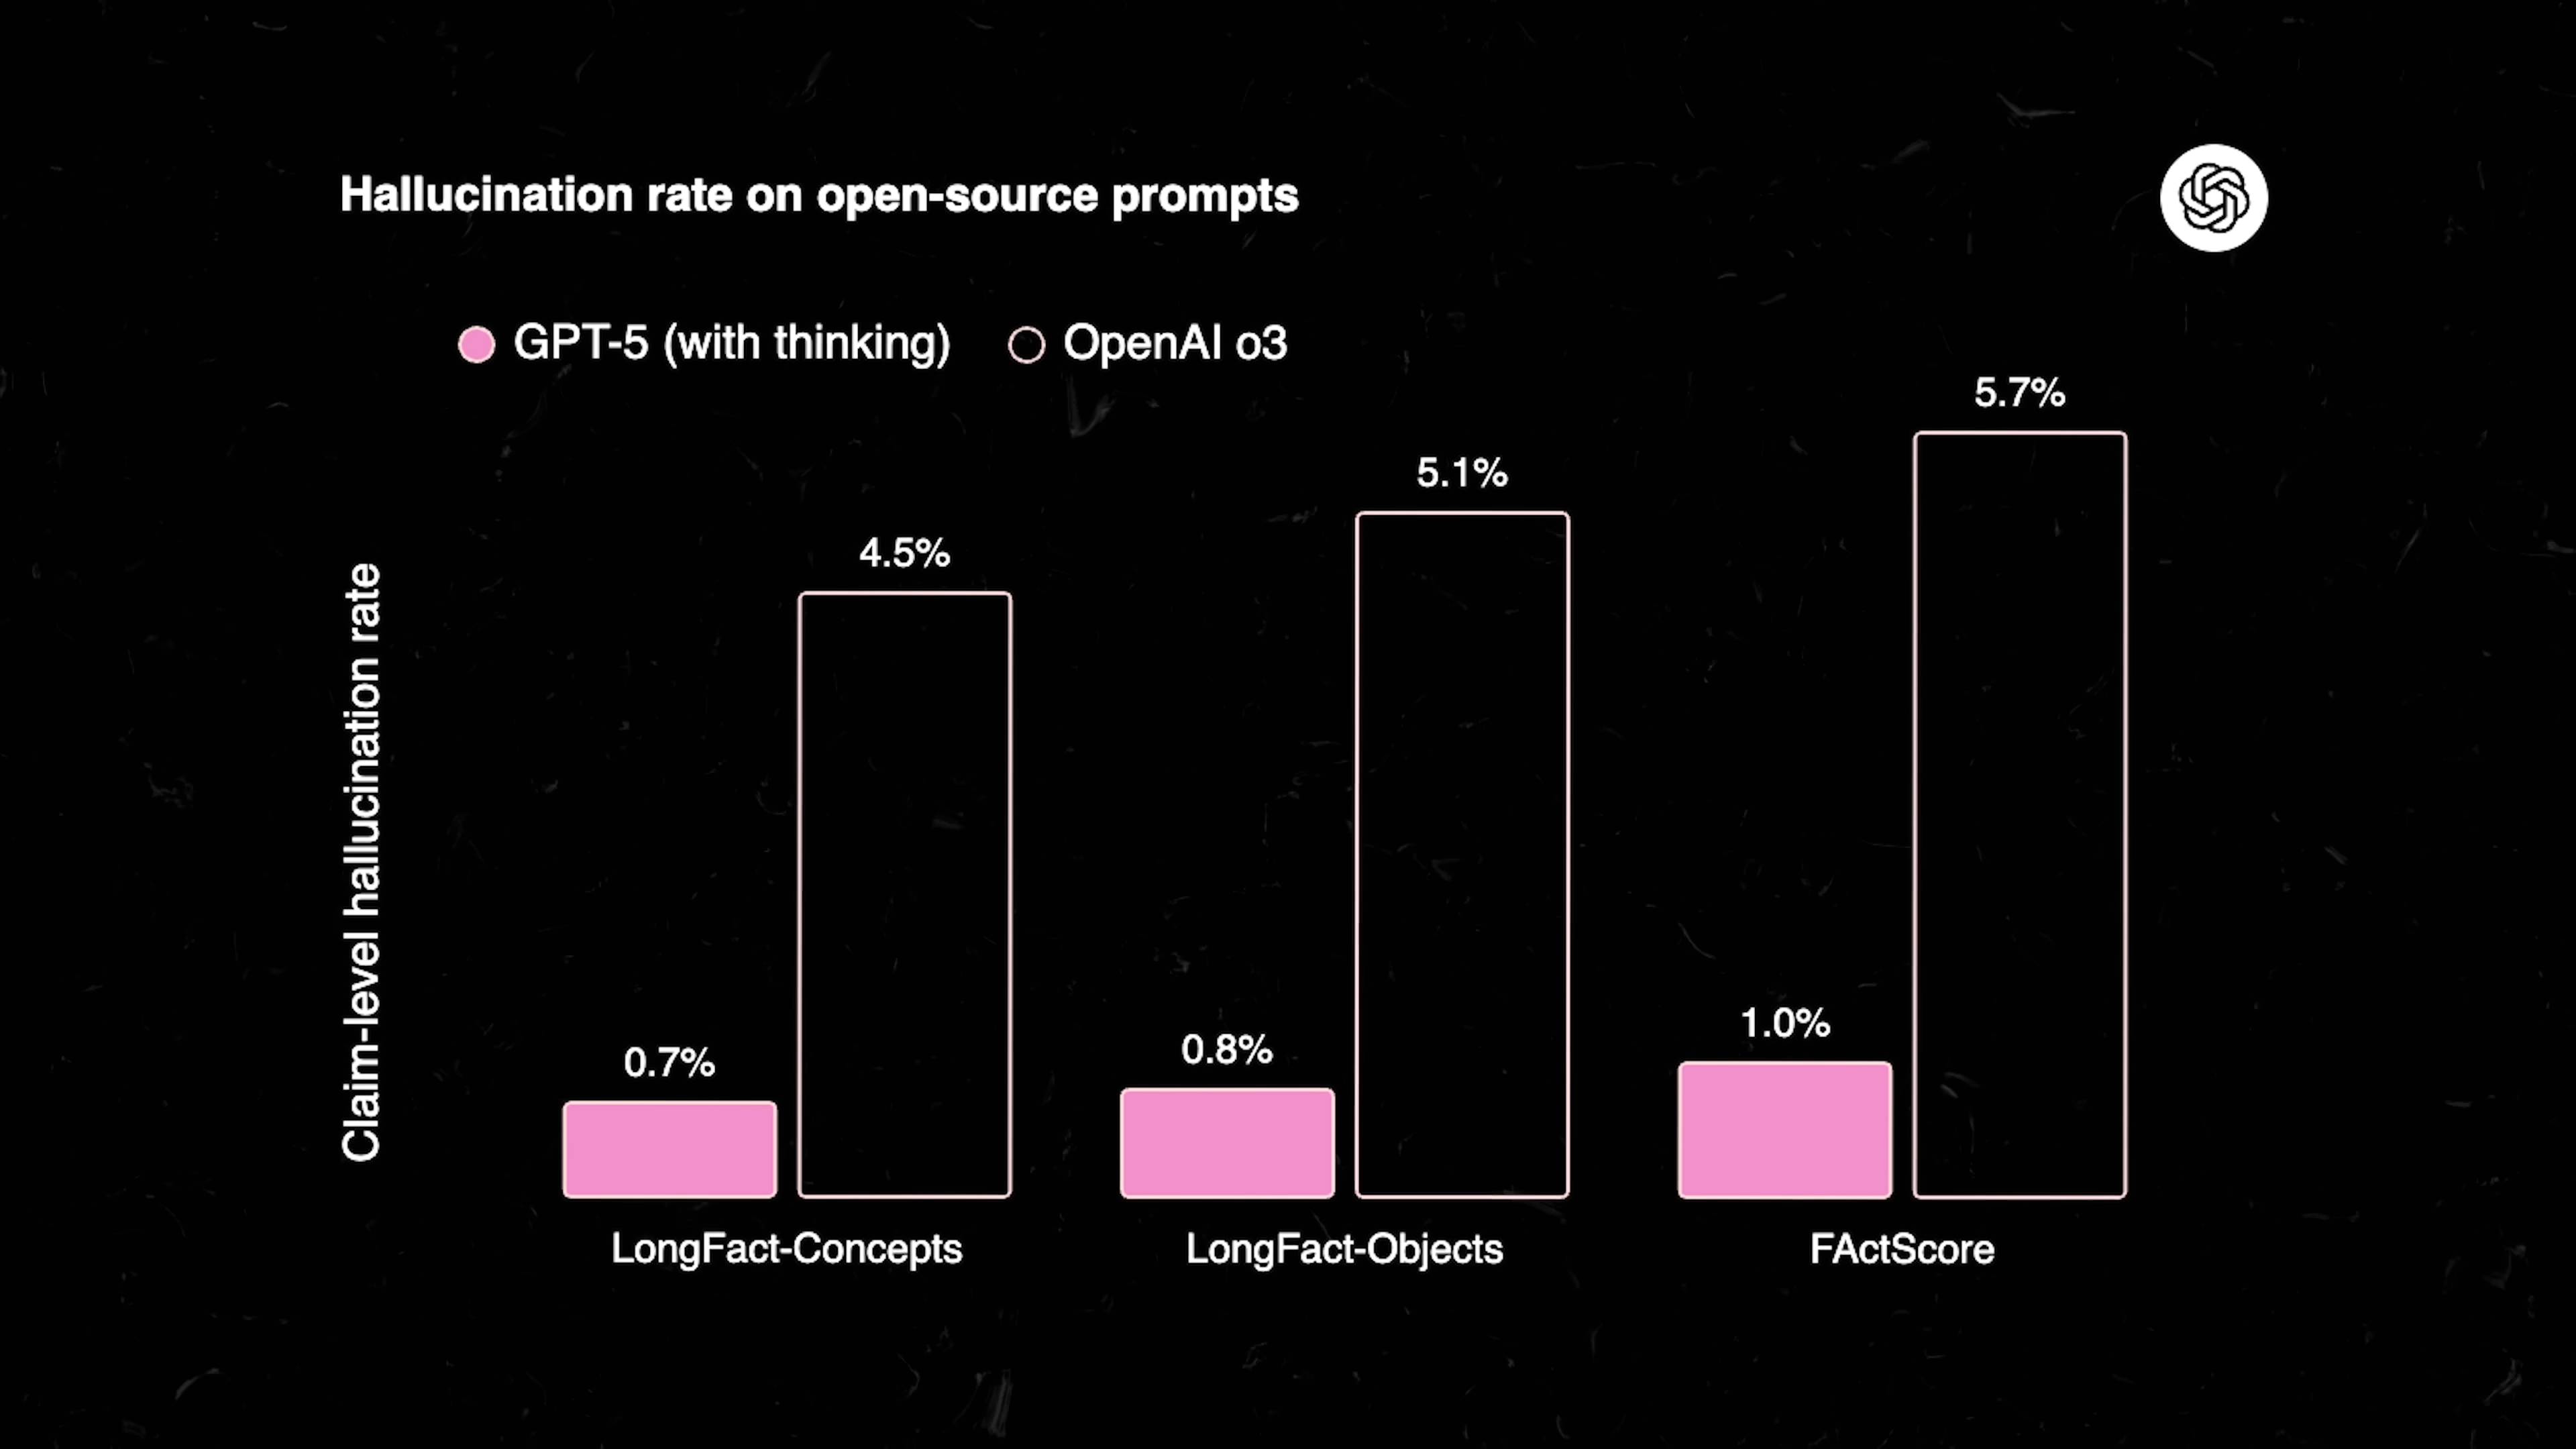 Hallucination rate on open-source prompts
GPT-5 (with thinking)
OpenAI o3
Claim-level hallucination rate
0.7%
4.5%
0.8%
5.1%
1.0%
5.7%
LongFact-Concepts
LongFact-Objects
FActScore